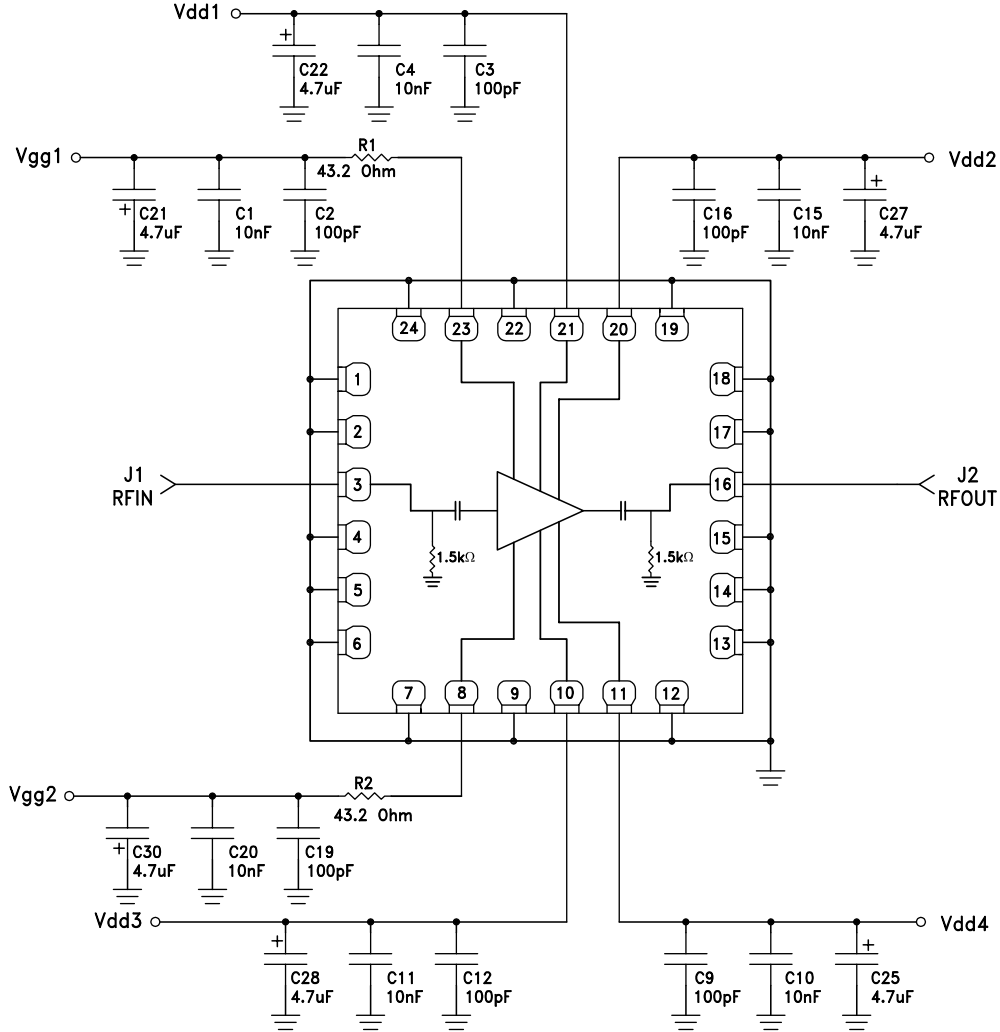 Vdd1
+
C22
4.7uF
C4
10nF
C3
100pF
Vgg1
R1
43.2 Ohm
+
C21
4.7uF
C1
10nF
C2
100pF
Vdd2
C16
100pF
C15
10nF
+
C27
4.7uF
24
23
22
21
20
19
1
18
2
17
J1
RFIN
3
16
J2
RFOUT
4
1.5kΩ
1.5kΩ
15
5
14
6
13
7
8
9
10
11
12
Vgg2
R2
43.2 Ohm
+
C30
4.7uF
C20
10nF
C19
100pF
Vdd3
+
C28
4.7uF
C11
10nF
C12
100pF
Vdd4
C9
100pF
C10
10nF
+
C25
4.7uF